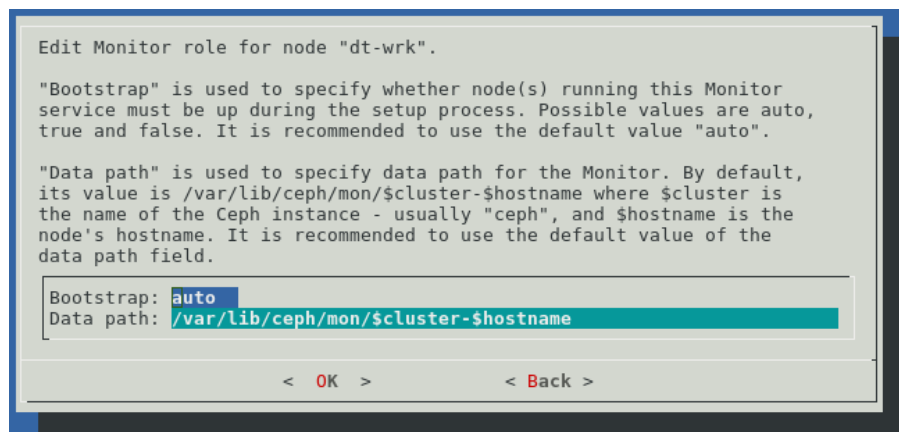 Edit Monitor role for node "dt-wrk".
"Bootstrap" is used to specify whether node(s) running this Monitor
service must be up during the setup process. Possible values are auto,
true and false. It is recommended to use the default value "auto".
"Data path" is used to specify data path for the Monitor. By default,
its value is /var/lib/ceph/mon/$cluster-$hostname where $cluster is
the name of the Ceph instance - usually "ceph", and $hostname is the
node's hostname. It is recommended to use the default value of the
data path field.
Bootstrap: auto
Data path: /var/lib/ceph/mon/$cluster-$hostname
<  OK  > < Back >